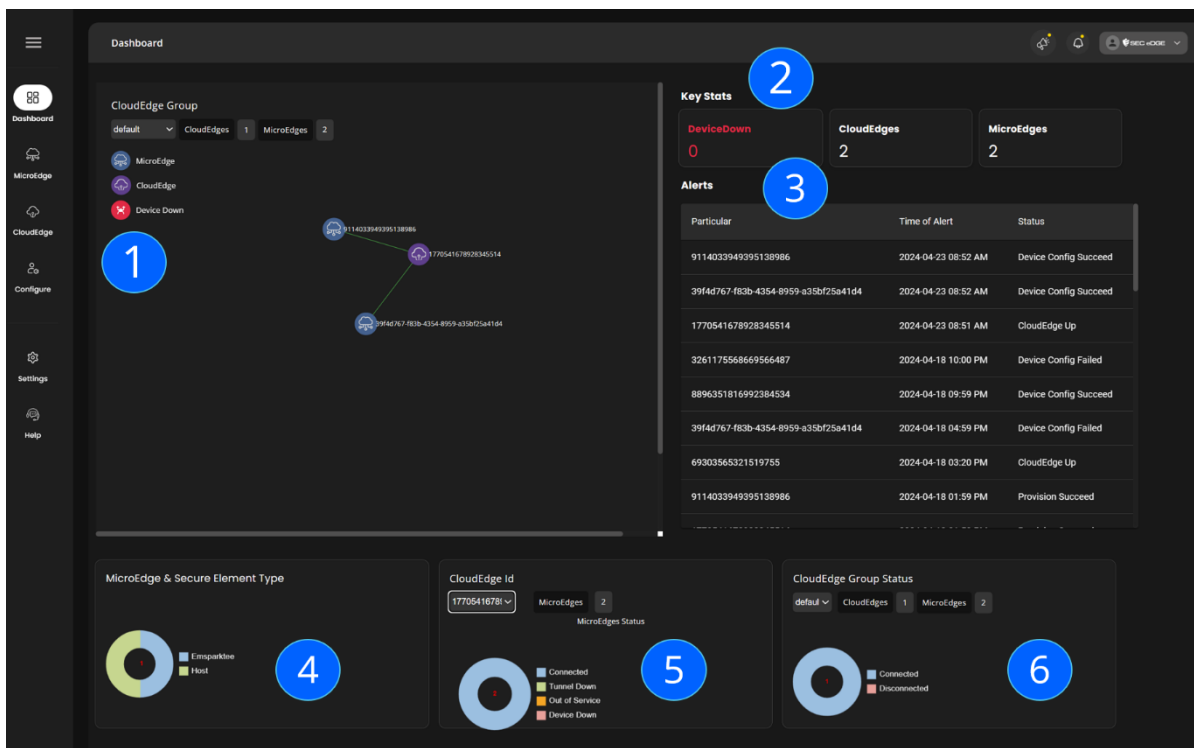 Dashboard
SEC eDGE
Dashboard
MicroEdge
CloudEdge
Configure
Settings
Help
CloudEdge Group
default CloudEdges 1 MicroEdges 2
MicroEdge
CloudEdge
Device Down
1
9114033949395138986
1770541678928345514
39f4d767-f83b-4354-8959-a35bf25a41d4
2
Key Stats
DeviceDown CloudEdges MicroEdges
0 2 2
3
Alerts
Particular Time of Alert Status
9114033949395138986 2024-04-23 08:52 AM Device Config Succeed
39f4d767-f83b-4354-8959-a35bf25a41d4 2024-04-23 08:52 AM Device Config Succeed
1770541678928345514 2024-04-23 08:51 AM CloudEdge Up
3261175568669566487 2024-04-18 10:00 PM Device Config Failed
8896351816992384534 2024-04-18 09:59 PM Device Config Succeed
39f4d767-f83b-4354-8959-a35bf25a41d4 2024-04-18 04:59 PM Device Config Failed
69303565321519755 2024-04-18 03:20 PM CloudEdge Up
9114033949395138986 2024-04-18 01:59 PM Provision Succeed
MicroEdge & Secure Element Type
Emsparktee
Host
4
CloudEdge Id
MicroEdges 2
MicroEdges Status
2
Connected
Tunnel Down
Out of Service
Device Down
5
CloudEdge Group Status
defaul CloudEdges 1 MicroEdges 2
1
Connected
Disconnected
6